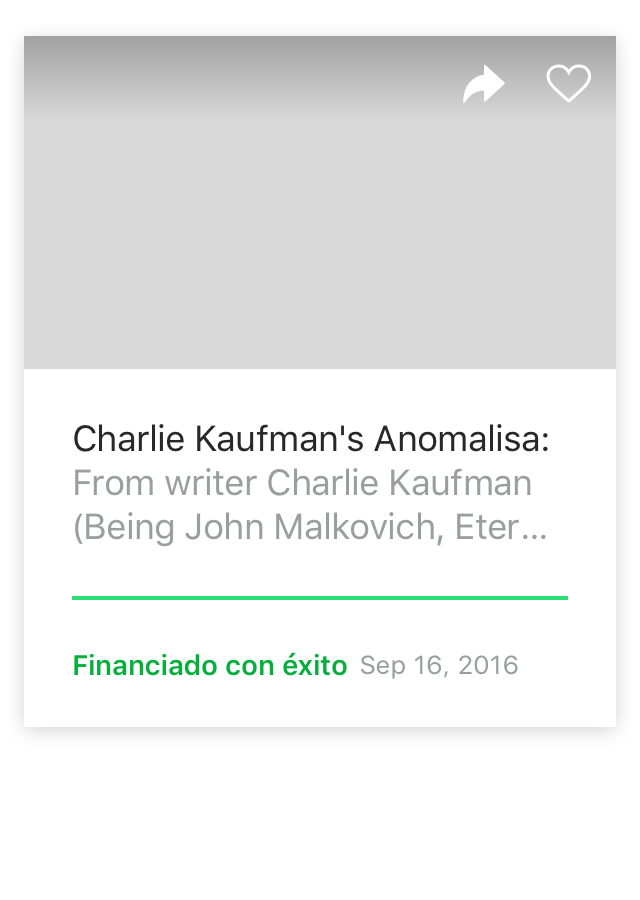 Charlie Kaufman's Anomalisa:
From writer Charlie Kaufman
(Being John Malkovich, Eter...
Financiado con éxito Sep 16, 2016